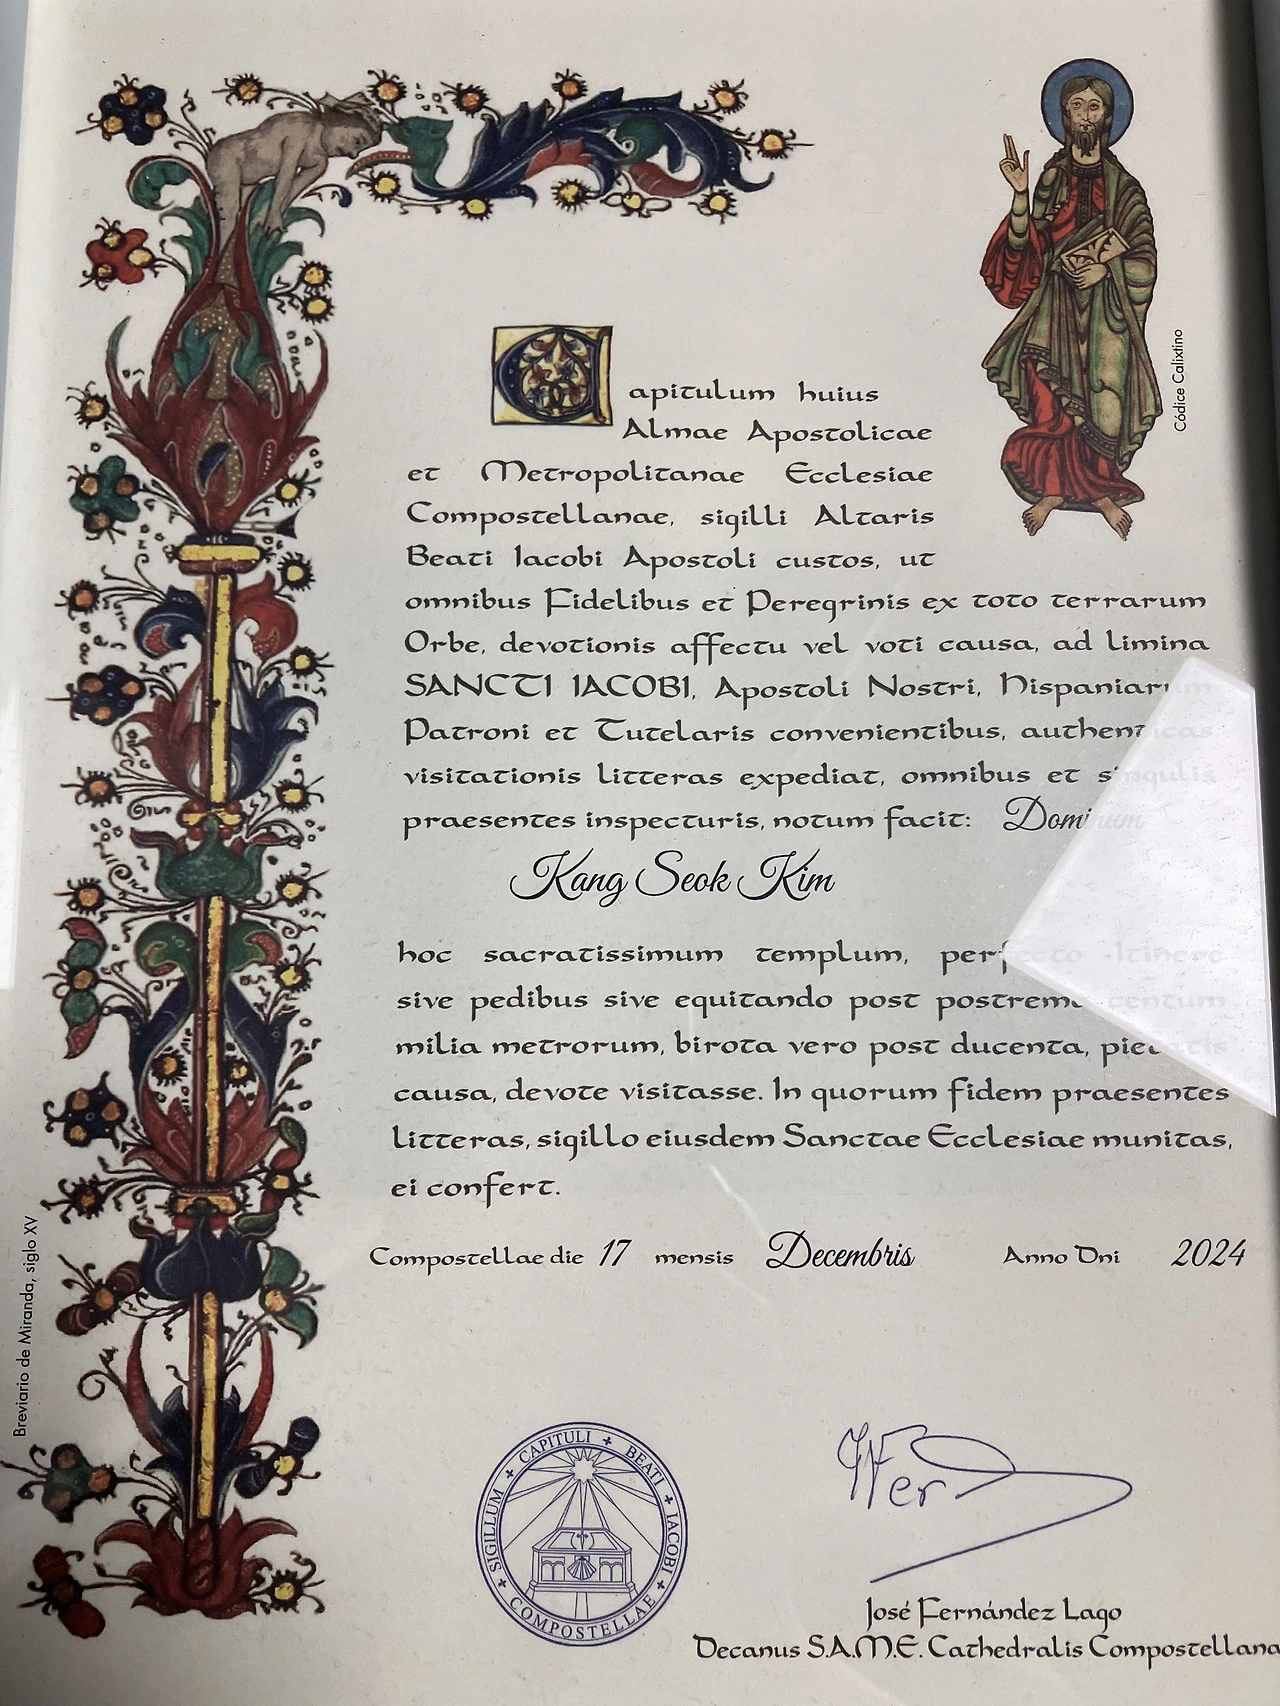 Códice Calixtino
Capitulum huius
Almae Apostolicae
et Metropolitanae Ecclesiae
Compostellanae, sigilli Altaris
Beati Iacobi Apostoli custos, ut
omnibus Fidelibus et Peregrinis ex toto terrarum
Orbe, devotionis affectu vel voti causa, ad limina
SANCTI IACOBI, Apostoli Nostri, Hispaniarum
Patroni et Tutelaris convenientibus, authenticas
visitationis litteras expediat, omnibus et singulis
praesentes inspecturis, notum facit: Dominum
Kang Seok Kim
hoc sacratissimum templum, perfecto Itinere
sive pedibus sive equitando post postrema centum
milia metrorum, birota vero post ducenta, pietatis
causa, devote visitasse. In quorum fidem praesentes
litteras, sigillo eiusdem Sanctae Ecclesiae munitas,
ei confert.
Compostellae die 17 mensis Decembris Anno Dni 2024
Breviario de Miranda, siglo XV
SIGILLUM + CAPITULI + BEATI + IACOBI + COMPOSTELLAE +
José Fernández Lago
Decanus S.A.M.E. Cathedralis Compostellana